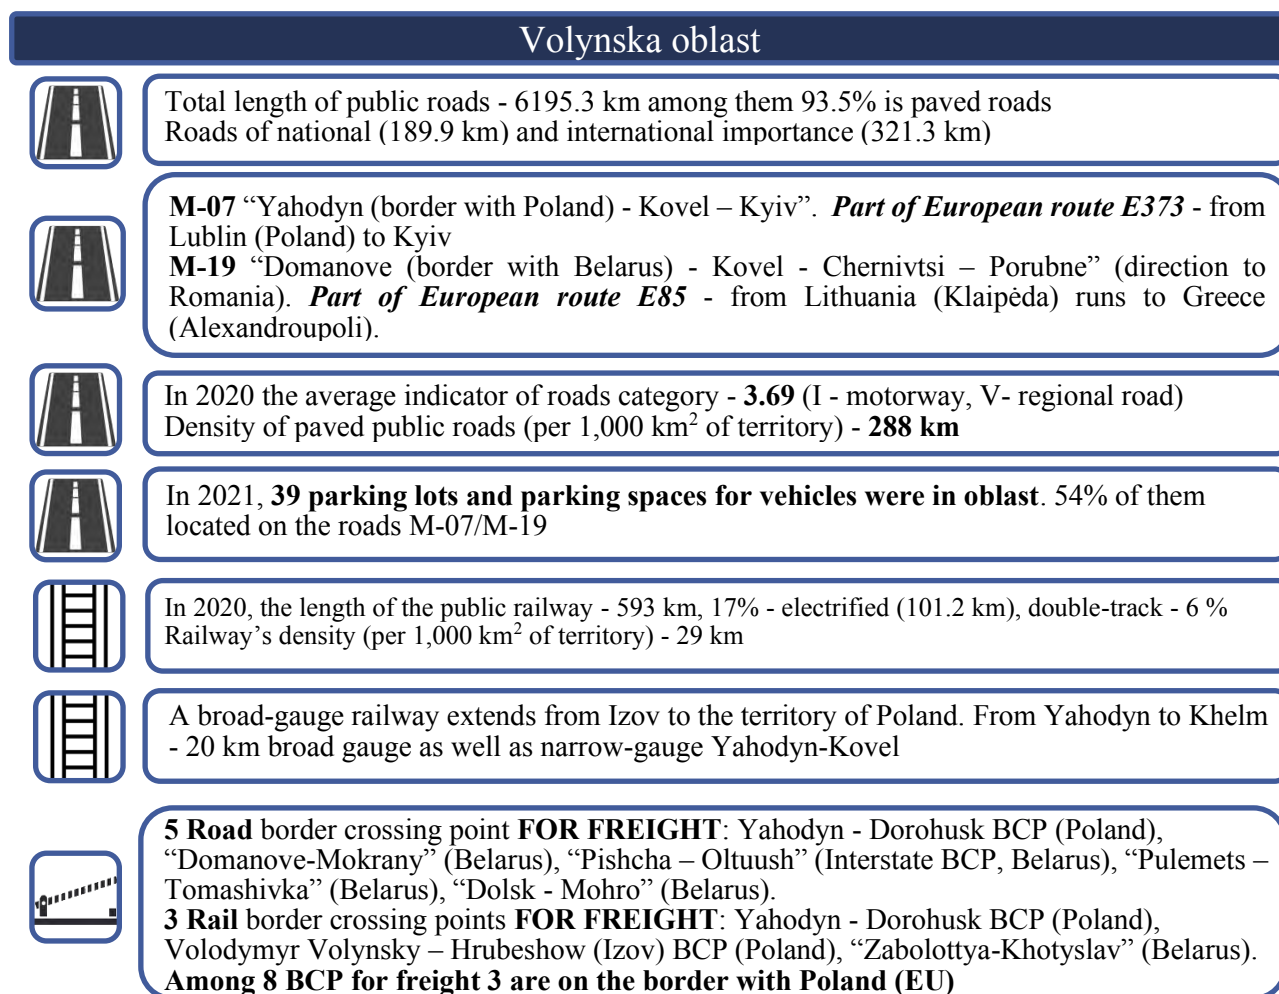 Volynska oblast
Total length of public roads - 6195.3 km among them 93.5% is paved roads
Roads of national (189.9 km) and international importance (321.3 km)
M-07 “Yahodyn (border with Poland) - Kovel – Kyiv”. Part of European route E373 - from
Lublin (Poland) to Kyiv
M-19 “Domanove (border with Belarus) - Kovel - Chernivtsi – Porubne” (direction to
Romania). Part of European route E85 - from Lithuania (Klaipėda) runs to Greece
(Alexandroupoli).
In 2020 the average indicator of roads category - 3.69 (I - motorway, V- regional road)
Density of paved public roads (per 1,000 km² of territory) - 288 km
In 2021, 39 parking lots and parking spaces for vehicles were in oblast. 54% of them
located on the roads M-07/M-19
In 2020, the length of the public railway - 593 km, 17% - electrified (101.2 km), double-track - 6 %
Railway’s density (per 1,000 km² of territory) - 29 km
A broad-gauge railway extends from Izov to the territory of Poland. From Yahodyn to Khelm
- 20 km broad gauge as well as narrow-gauge Yahodyn-Kovel
5 Road border crossing point FOR FREIGHT: Yahodyn - Dorohusk BCP (Poland),
“Domanove-Mokrany” (Belarus), “Pishcha – Oltuush” (Interstate BCP, Belarus), “Pulemets –
Tomashivka” (Belarus), “Dolsk - Mohro” (Belarus).
3 Rail border crossing points FOR FREIGHT: Yahodyn - Dorohusk BCP (Poland),
Volodymyr Volynsky – Hrubeshow (Izov) BCP (Poland), “Zabolottya-Khotyslav” (Belarus).
Among 8 BCP for freight 3 are on the border with Poland (EU)